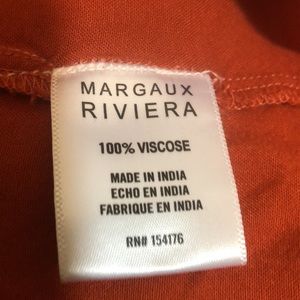 MARGAUX
RIVIERA
100% VISCOSE
MADE IN INDIA
ECHO EN INDIA
FABRIQUE EN INDIA
RN# 154176